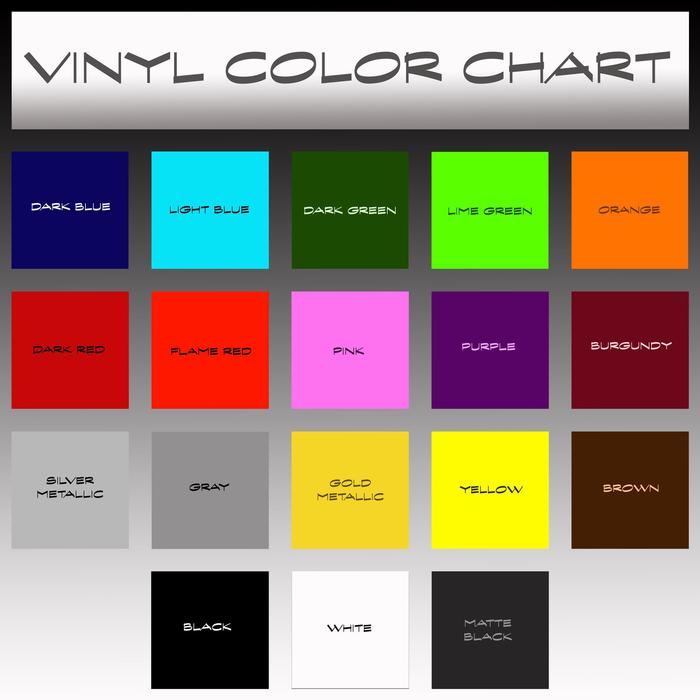 VINYL COLOR CHART
DARK BLUE
LIGHT BLUE
DARK GREEN
LIME GREEN
ORANGE
DARK RED
FLAME RED
PINK
PURPLE
BURGUNDY
SILVER
METALLIC
GRAY
GOLD
METALLIC
YELLOW
BROWN
BLACK
WHITE
MATTE
BLACK